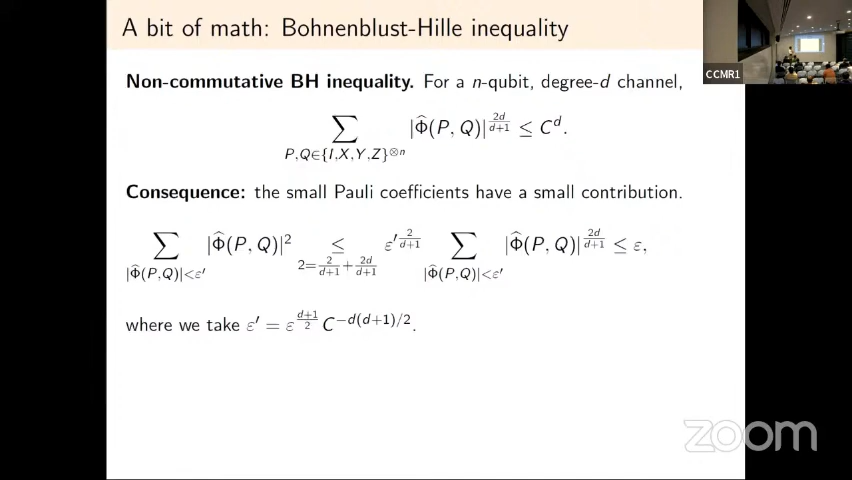 A bit of math: Bohnenblust-Hille inequality
CCMR1
Non-commutative BH inequality. For a n-qubit, degree-d channel,
∑_{P,Q∈{I,X,Y,Z}^{⊗n}} |Φ̂(P, Q)|^{2d/(d+1)} ≤ C^d.
Consequence: the small Pauli coefficients have a small contribution.
∑_{|Φ̂(P,Q)|<ε′} |Φ̂(P, Q)|² ≤_{2=2/(d+1)+2d/(d+1)} ε′^{2/(d+1)} ∑_{|Φ̂(P,Q)|<ε′} |Φ̂(P, Q)|^{2d/(d+1)} ≤ ε,
where we take ε′ = ε^{(d+1)/2} C^{−d(d+1)/2}.
zoom